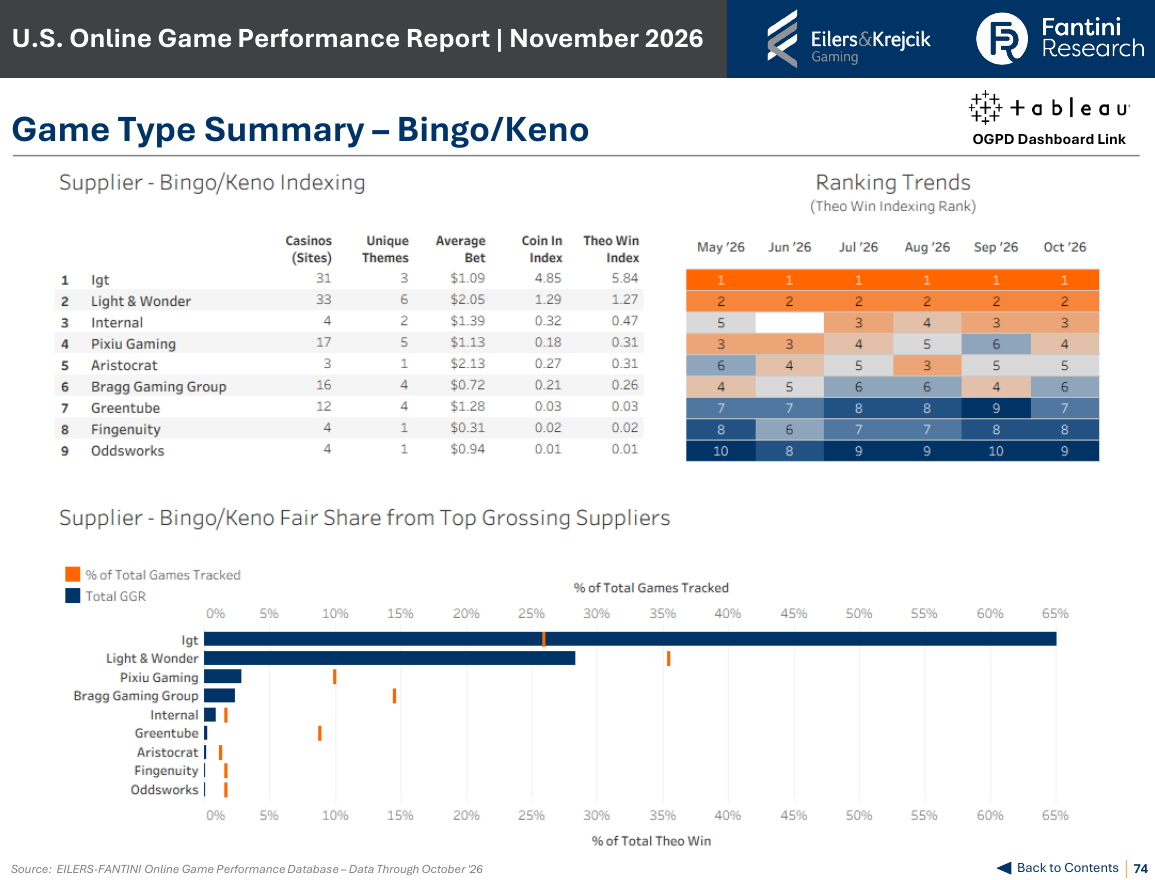 U.S. Online Game Performance Report | November 2026
Eilers&Krejcik
Gaming
Fantini
Research
Game Type Summary – Bingo/Keno
+ableau
OGPD Dashboard Link
Supplier - Bingo/Keno Indexing
Casinos (Sites) Unique Themes Average Bet Coin In Index Theo Win Index
1 Igt 31 3 $1.09 4.85 5.84
2 Light & Wonder 33 6 $2.05 1.29 1.27
3 Internal 4 2 $1.39 0.32 0.47
4 Pixiu Gaming 17 5 $1.13 0.18 0.31
5 Aristocrat 3 1 $2.13 0.27 0.31
6 Bragg Gaming Group 16 4 $0.72 0.21 0.26
7 Greentube 12 4 $1.28 0.03 0.03
8 Fingenuity 4 1 $0.31 0.02 0.02
9 Oddsworks 4 1 $0.94 0.01 0.01
Ranking Trends
(Theo Win Indexing Rank)
May '26 Jun '26 Jul '26 Aug '26 Sep '26 Oct '26
1 1 1 1 1 1
2 2 2 2 2 2
5 3 4 3 3
3 3 4 5 6 4
6 4 5 3 5 5
4 5 6 6 4 6
7 7 8 8 9 7
8 6 7 7 8 8
10 8 9 9 10 9
Supplier - Bingo/Keno Fair Share from Top Grossing Suppliers
% of Total Games Tracked
Total GGR
% of Total Games Tracked
0% 5% 10% 15% 20% 25% 30% 35% 40% 45% 50% 55% 60% 65%
Igt
Light & Wonder
Pixiu Gaming
Bragg Gaming Group
Internal
Greentube
Aristocrat
Fingenuity
Oddsworks
0% 5% 10% 15% 20% 25% 30% 35% 40% 45% 50% 55% 60% 65%
% of Total Theo Win
Source: EILERS-FANTINI Online Game Performance Database – Data Through October '26
Back to Contents | 74